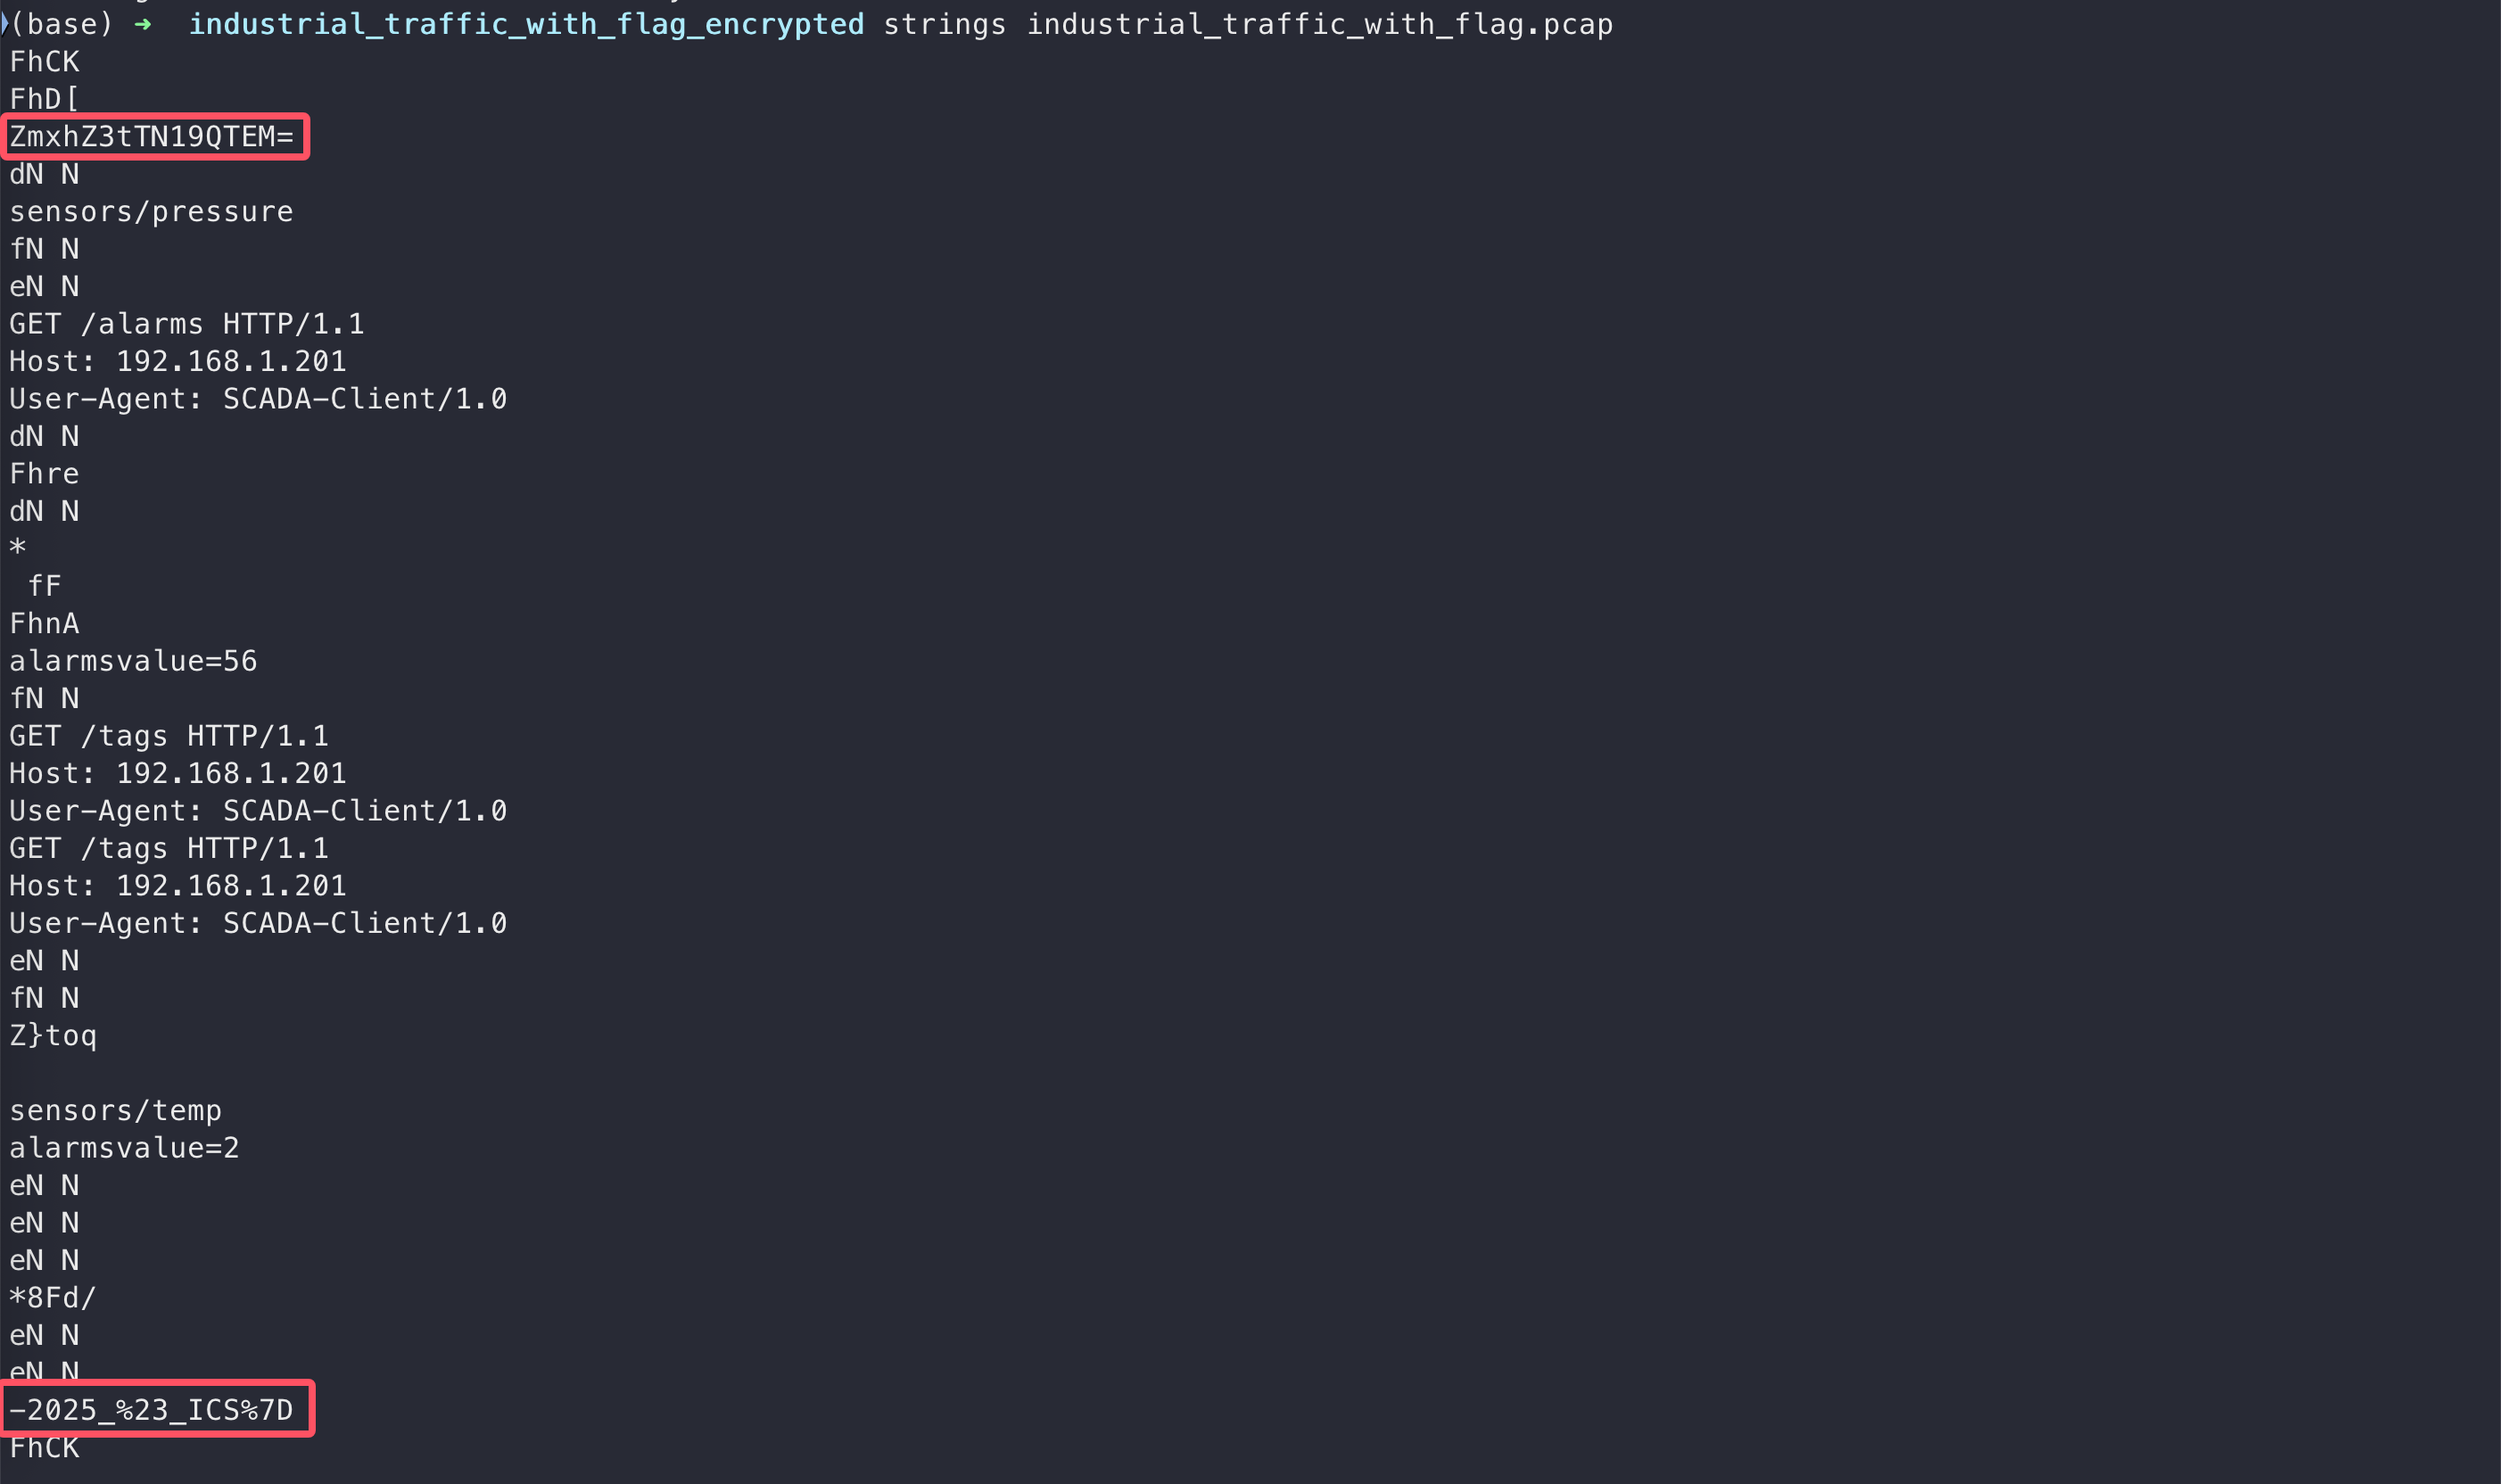 (base) ➜  industrial_traffic_with_flag_encrypted strings industrial_traffic_with_flag.pcap
FhCK
FhD[
ZmxhZ3tTN19QTEM=
dN N
sensors/pressure
fN N
eN N
GET /alarms HTTP/1.1
Host: 192.168.1.201
User-Agent: SCADA-Client/1.0
dN N
Fhre
dN N
*
 fF
FhnA
alarmsvalue=56
fN N
GET /tags HTTP/1.1
Host: 192.168.1.201
User-Agent: SCADA-Client/1.0
GET /tags HTTP/1.1
Host: 192.168.1.201
User-Agent: SCADA-Client/1.0
eN N
fN N
Z}toq
sensors/temp
alarmsvalue=2
eN N
eN N
eN N
*8Fd/
eN N
eN N
-2025_%23_ICS%7D
FhCK